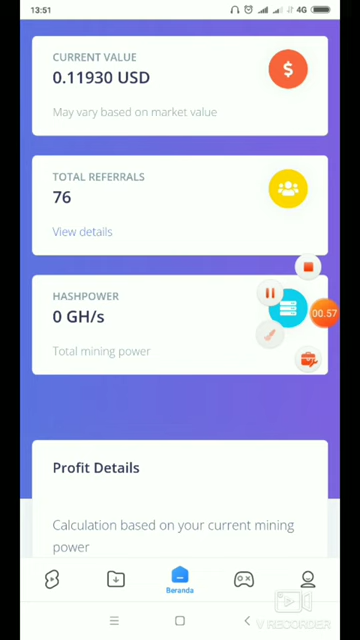 13:51
4G
CURRENT VALUE
0.11930 USD
$
May vary based on market value
TOTAL REFERRALS
76
View details
HASHPOWER
0 GH/s
00:57
Total mining power
Profit Details
Calculation based on your current mining
power
Beranda
V RECORDER